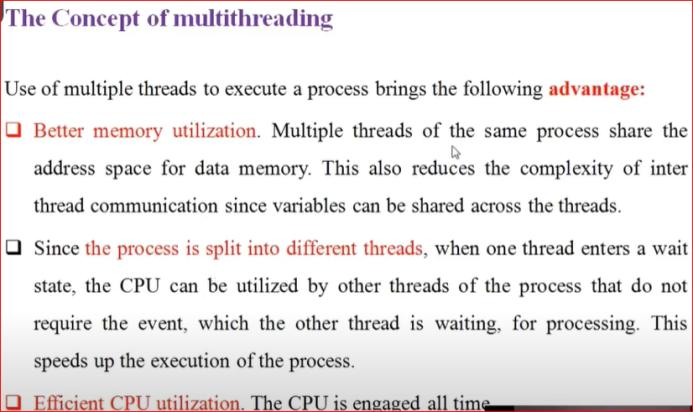 The Concept of multithreading
Use of multiple threads to execute a process brings the following advantage:
Better memory utilization. Multiple threads of the same process share the
address space for data memory. This also reduces the complexity of inter
thread communication since variables can be shared across the threads.
Since the process is split into different threads, when one thread enters a wait
state, the CPU can be utilized by other threads of the process that do not
require the event, which the other thread is waiting, for processing. This
speeds up the execution of the process.
Efficient CPU utilization. The CPU is engaged all time